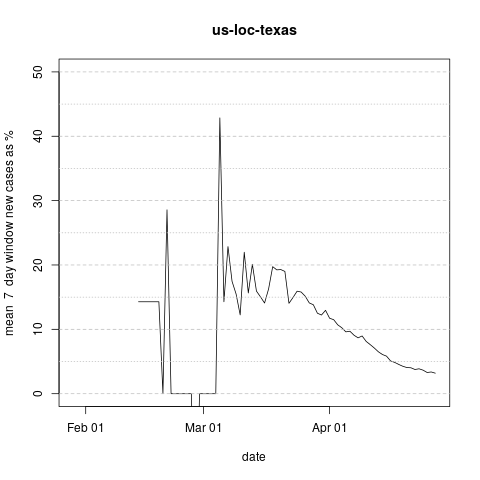 us-loc-texas
mean  7  day window new cases as %
50
40
30
20
10
0
Feb 01
Mar 01
Apr 01
date